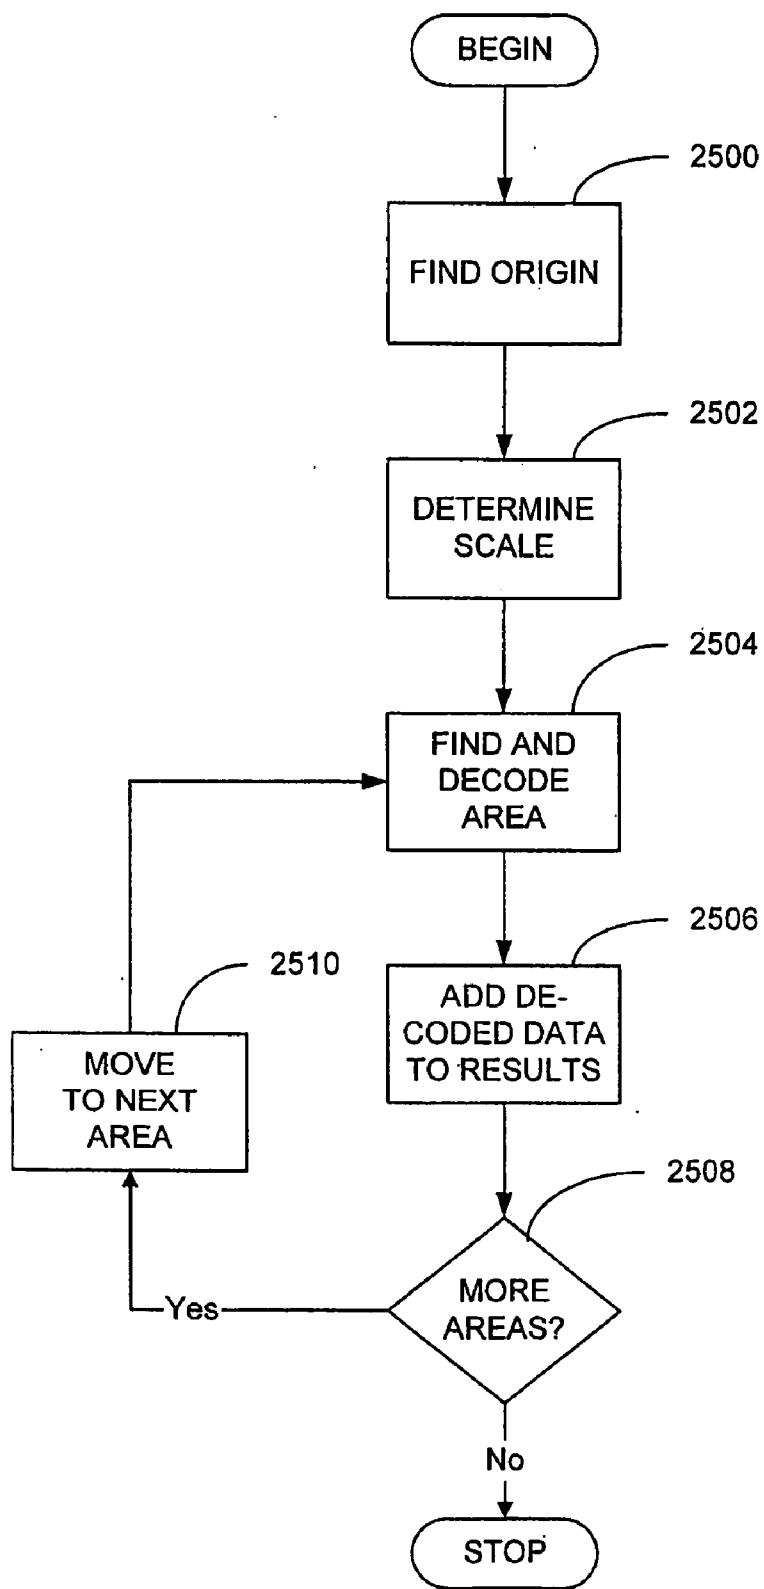 BEGIN
2500
FIND ORIGIN
2502
DETERMINE
SCALE
2504
FIND AND
DECODE
AREA
2506
ADD DE-
CODED DATA
TO RESULTS
2510
MOVE
TO NEXT
AREA
2508
MORE
AREAS?
Yes
No
STOP